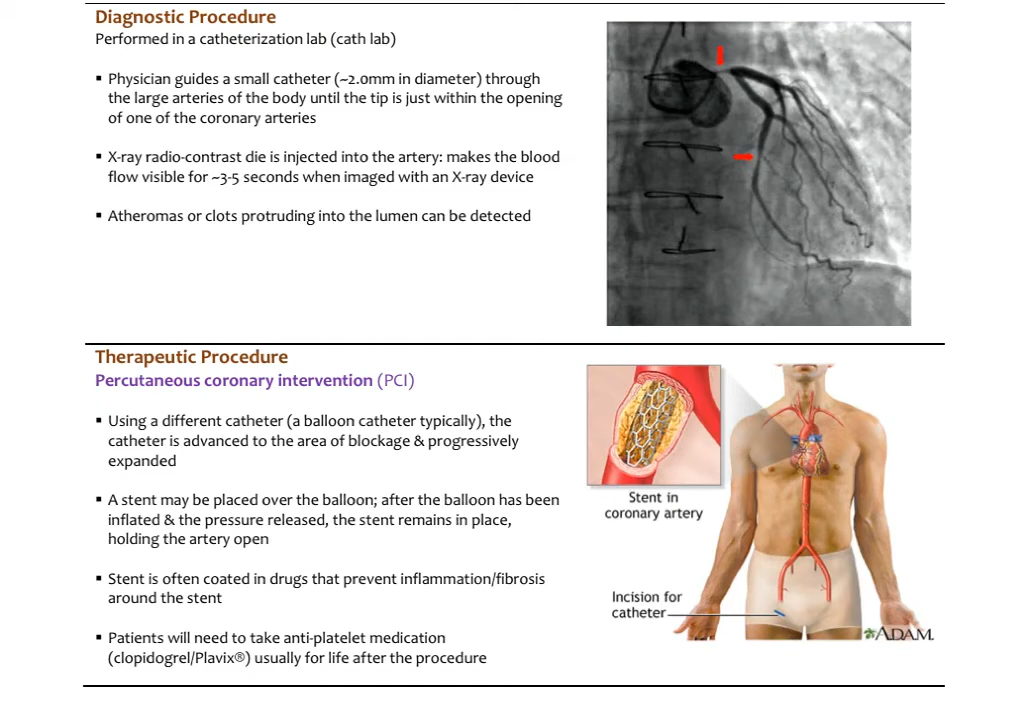 Diagnostic Procedure
Performed in a catheterization lab (cath lab)
▪ Physician guides a small catheter (~2.0mm in diameter) through
the large arteries of the body until the tip is just within the opening
of one of the coronary arteries
▪ X-ray radio-contrast die is injected into the artery: makes the blood
flow visible for ~3-5 seconds when imaged with an X-ray device
▪ Atheromas or clots protruding into the lumen can be detected
Therapeutic Procedure
Percutaneous coronary intervention (PCI)
▪ Using a different catheter (a balloon catheter typically), the
catheter is advanced to the area of blockage & progressively
expanded
▪ A stent may be placed over the balloon; after the balloon has been
inflated & the pressure released, the stent remains in place,
holding the artery open
▪ Stent is often coated in drugs that prevent inflammation/fibrosis
around the stent
▪ Patients will need to take anti-platelet medication
(clopidogrel/Plavix®) usually for life after the procedure
Stent in
coronary artery
Incision for
catheter
ADAM.